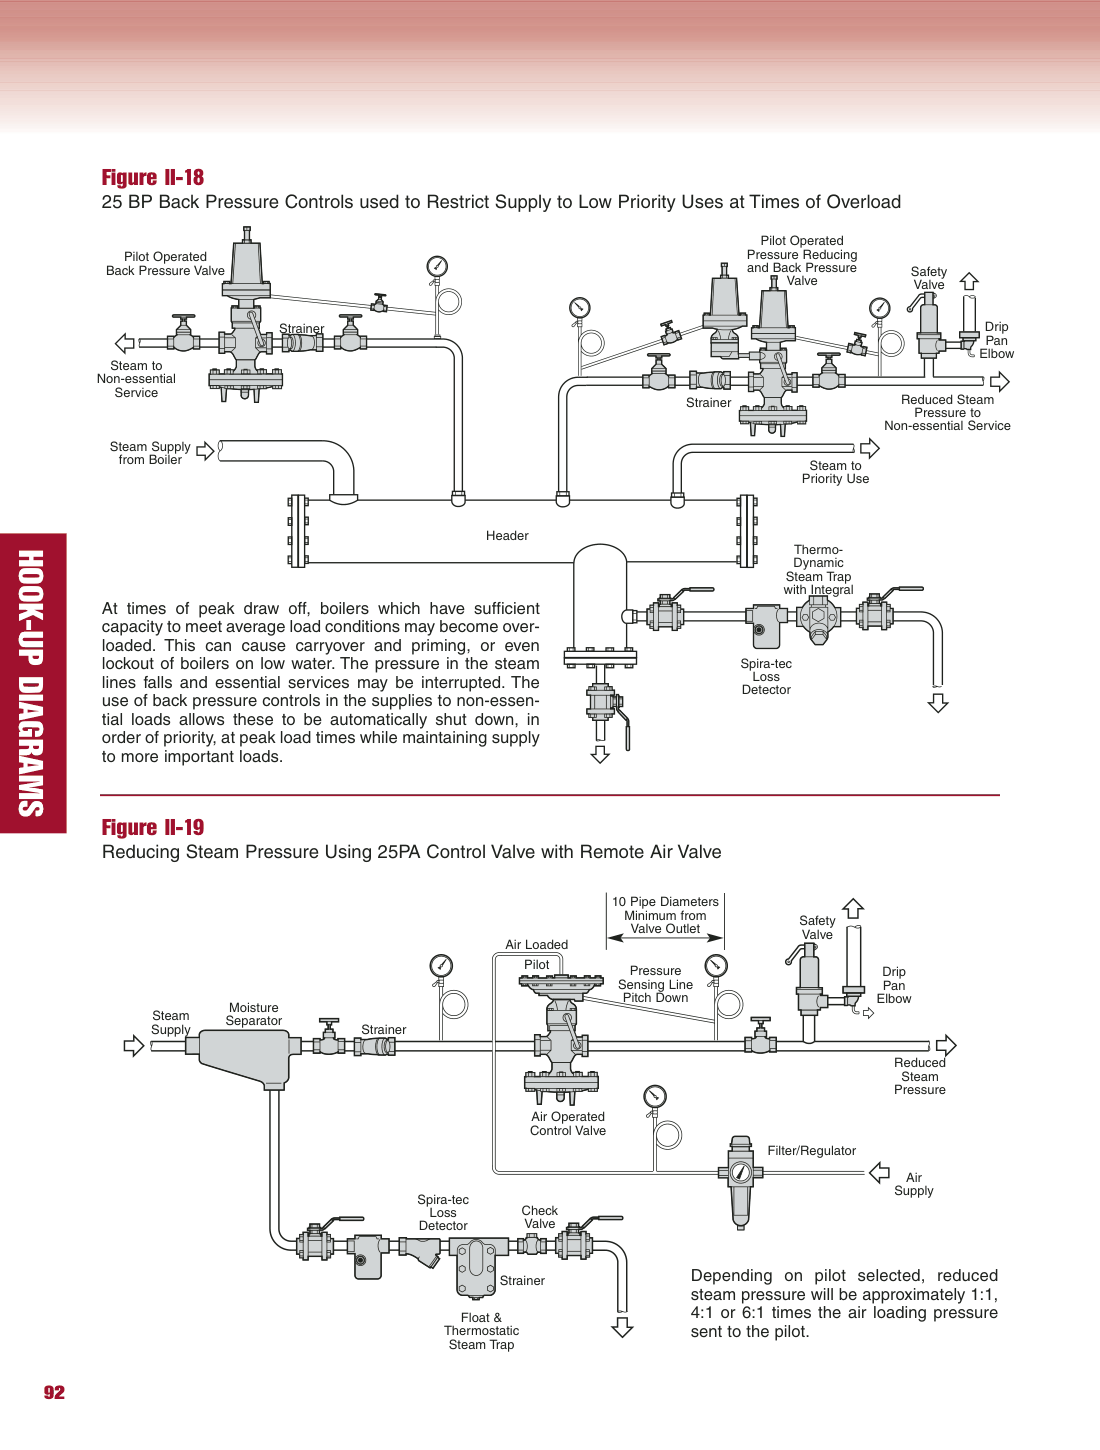 Figure II-18
25 BP Back Pressure Controls used to Restrict Supply to Low Priority Uses at Times of Overload
Pilot Operated
Back Pressure Valve
Strainer
Steam to
Non-essential
Service
Steam Supply
from Boiler
Pilot Operated
Pressure Reducing
and Back Pressure
Valve
Safety
Valve
Drip
Pan
Elbow
Strainer
Reduced Steam
Pressure to
Non-essential Service
Steam to
Priority Use
Header
Thermo-
Dynamic
Steam Trap
with Integral
Spira-tec
Loss
Detector
At times of peak draw off, boilers which have sufficient
capacity to meet average load conditions may become over-
loaded. This can cause carryover and priming, or even
lockout of boilers on low water. The pressure in the steam
lines falls and essential services may be interrupted. The
use of back pressure controls in the supplies to non-essen-
tial loads allows these to be automatically shut down, in
order of priority, at peak load times while maintaining supply
to more important loads.
HOOK-UP DIAGRAMS
Figure II-19
Reducing Steam Pressure Using 25PA Control Valve with Remote Air Valve
10 Pipe Diameters
Minimum from
Valve Outlet
Air Loaded
Pilot
Pressure
Sensing Line
Pitch Down
Safety
Valve
Drip
Pan
Elbow
Steam
Supply
Moisture
Separator
Strainer
Reduced
Steam
Pressure
Air Operated
Control Valve
Filter/Regulator
Air
Supply
Spira-tec
Loss
Detector
Check
Valve
Strainer
Float &
Thermostatic
Steam Trap
Depending on pilot selected, reduced
steam pressure will be approximately 1:1,
4:1 or 6:1 times the air loading pressure
sent to the pilot.
92